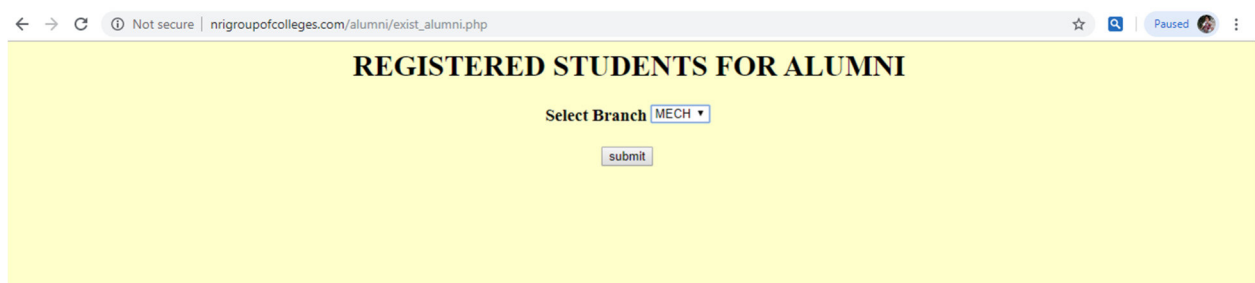 Not secure | nrigroupofcolleges.com/alumni/exist_alumni.php Paused
REGISTERED STUDENTS FOR ALUMNI
Select Branch MECH
submit